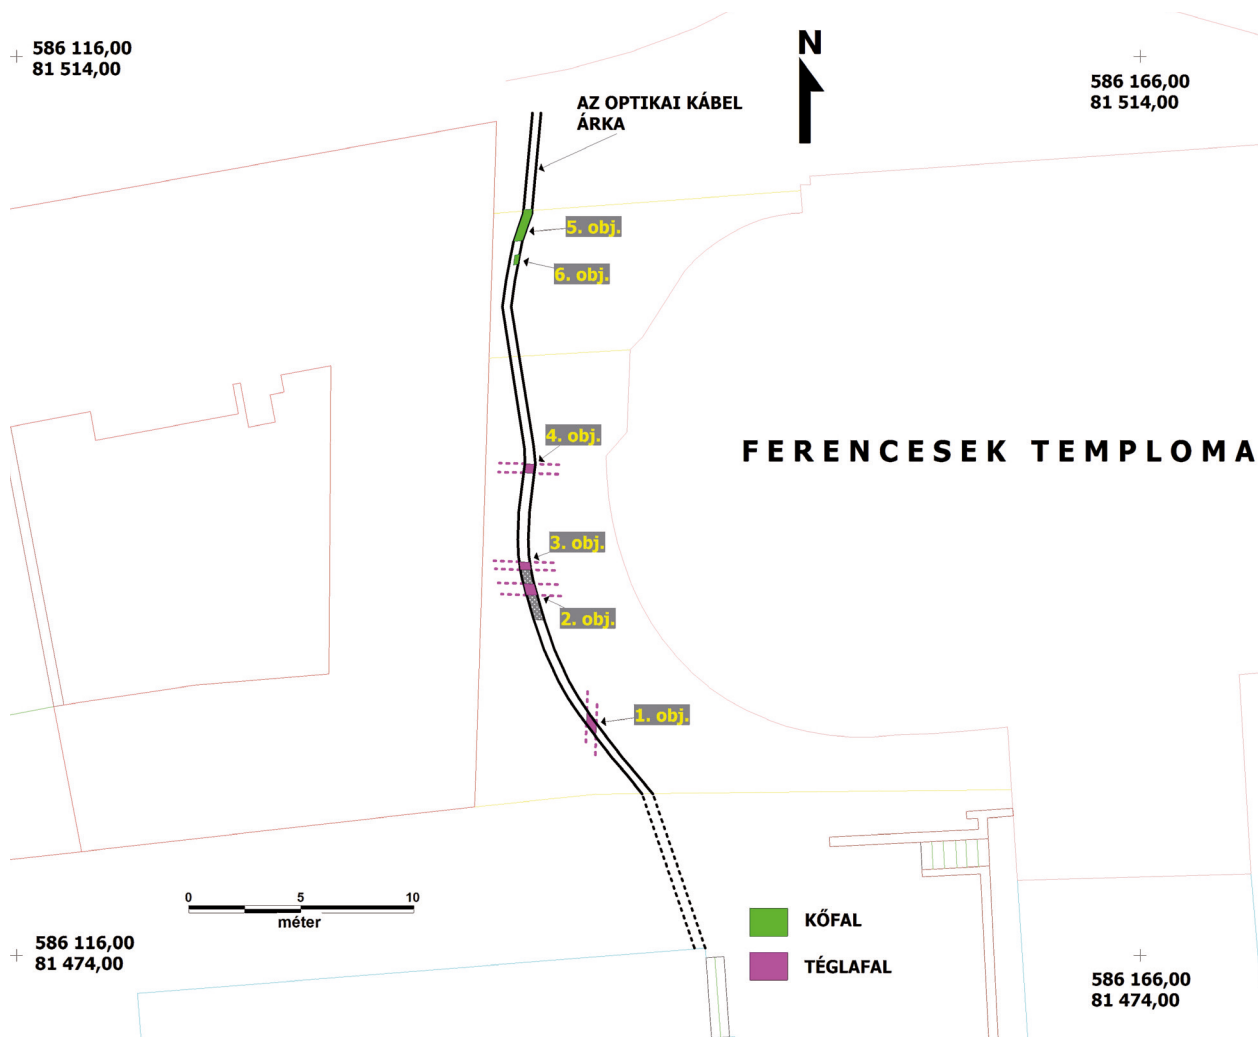 586 116,00
81 514,00
N
586 166,00
81 514,00
AZ OPTIKAI KÁBEL
ÁRKA
5. obj.
6. obj.
4. obj.
FERENCESEK TEMPLOMA
3. obj.
2. obj.
1. obj.
0 5 10
méter
KŐFAL
TÉGLAFAL
586 116,00
81 474,00
586 166,00
81 474,00